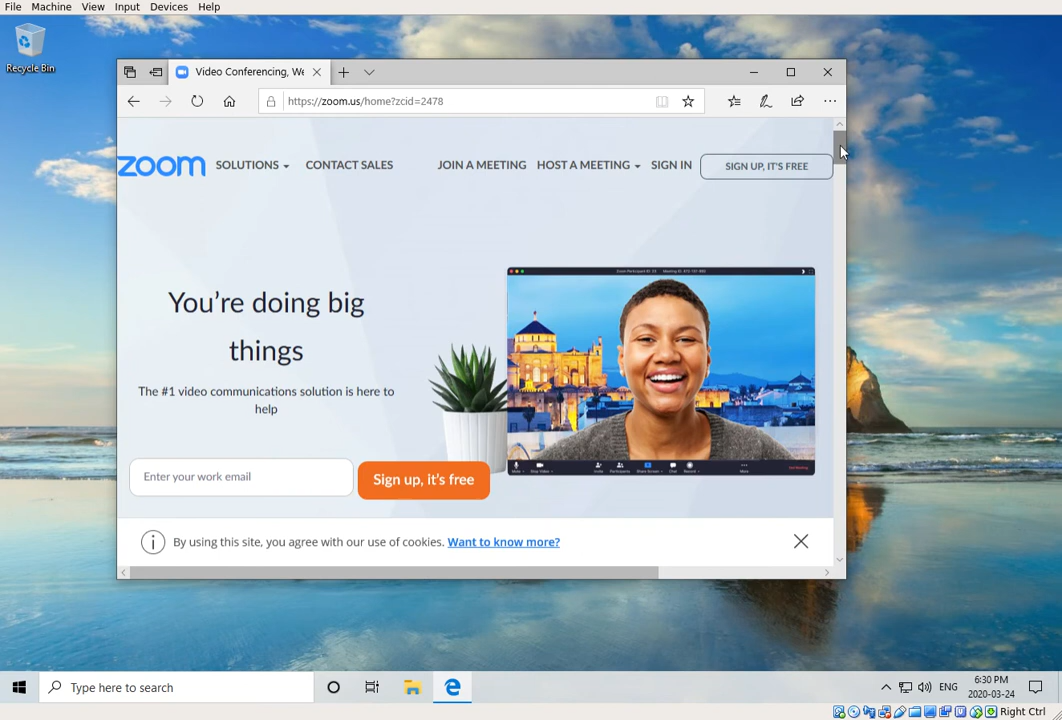 File Machine View Input Devices Help
Recycle Bin
Video Conferencing, We
https://zoom.us/home?zcid=2478
zoom SOLUTIONS CONTACT SALES JOIN A MEETING HOST A MEETING SIGN IN SIGN UP, IT'S FREE
You're doing big
things
The #1 video communications solution is here to
help
Enter your work email
Sign up, it's free
By using this site, you agree with our use of cookies. Want to know more?
Type here to search
ENG
6:30 PM
2020-03-24
Right Ctrl